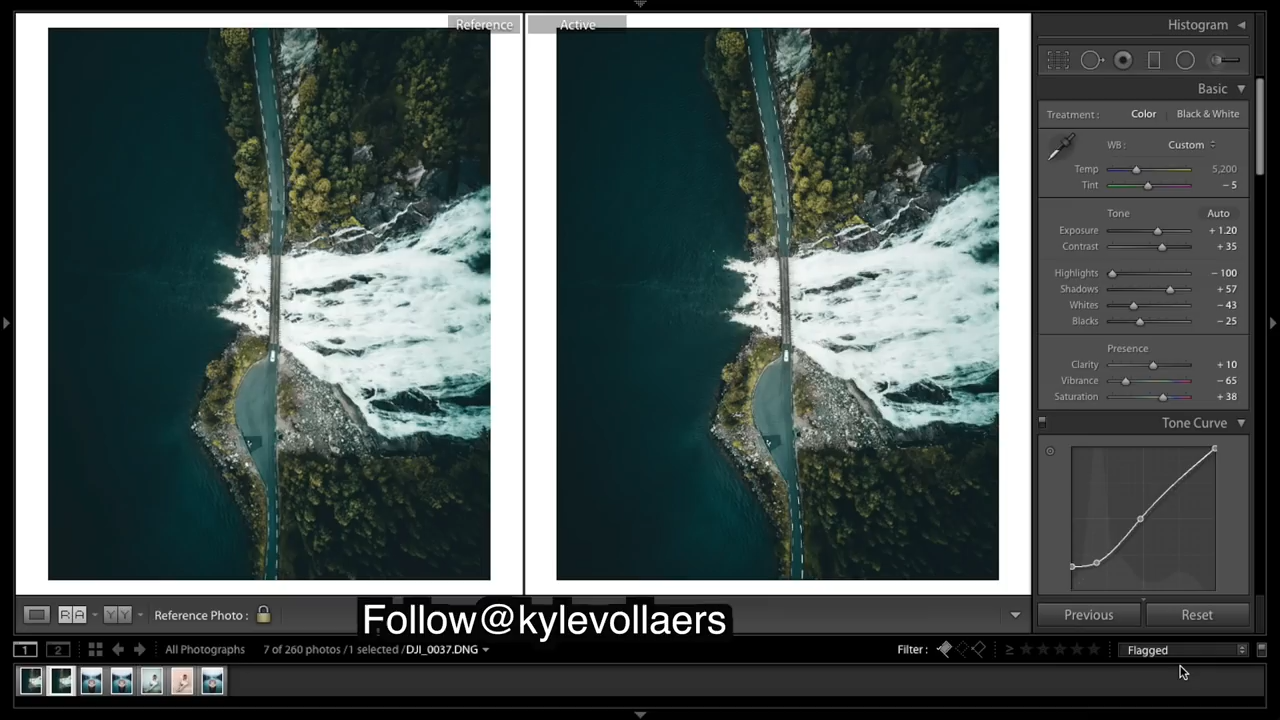 Reference
Active
Histogram
Basic
Treatment :
Color
Black & White
WB :
Custom
Temp
5,200
Tint
– 5
Tone
Auto
Exposure
+ 1.20
Contrast
+ 35
Highlights
– 100
Shadows
+ 57
Whites
– 43
Blacks
– 25
Presence
Clarity
+ 10
Vibrance
– 65
Saturation
+ 38
Tone Curve
R A
Y Y
Reference Photo :
Follow@kylevollaers
Previous
Reset
1
2
All Photographs
7 of 260 photos / 1 selected / DJI_0037.DNG
Filter :
≥
Flagged